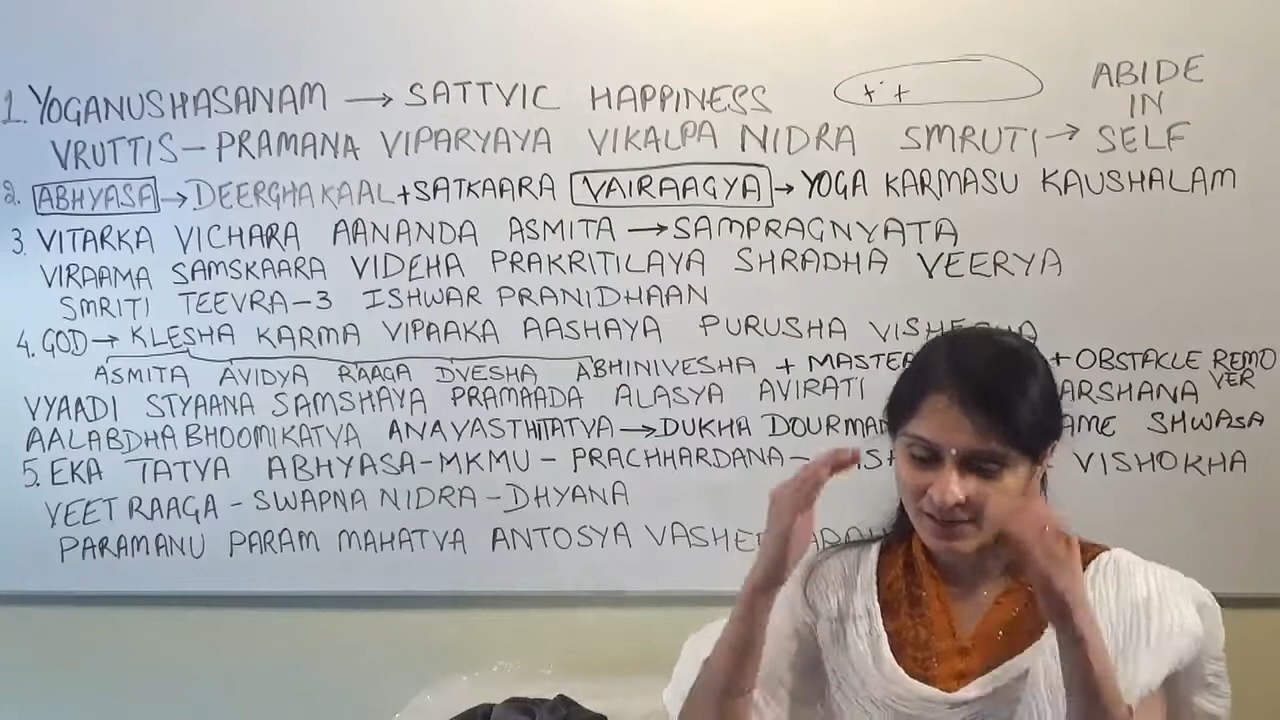 1. YOGANUSHASANAM → SATTVIC HAPPINESS ABIDE IN SELF
VRUTTIS - PRAMANA VIPARYAYA VIKALPA NIDRA SMRUTI →
2. ABHYASA → DEERGHA KAAL + SATKAARA VAIRAAGYA → YOGA KARMASU KAUSHALAM
3. VITARKA VICHARA AANANDA ASMITA → SAMPRAGNYATA
VIRAAMA SAMSKAARA VIDEHA PRAKRITILAYA SHRADHA VEERYA
SMRITI TEEVRA-3 ISHWAR PRANIDHAAN
4. GOD → KLESHA KARMA VIPAAKA AASHAYA PURUSHA
ASMITA AVIDYA RAAGA DVESHA ABHINIVESHA + + OBSTACLE REMOVER
VYAADI STYAANA SAMSHAYA PRAMAADA ALASYA AVIRATI
AALABDHA BHOOMIKATVA ANAVASTHITATVA → DUKHA SHWASA
5. EKA TATVA ABHYASA - MKMU - PRACHHARDANA - VISHOKHA
VEET RAAGA - SWAPNA NIDRA - DHYANA
PARAMANU PARAM MAHATVA ANTOSYA